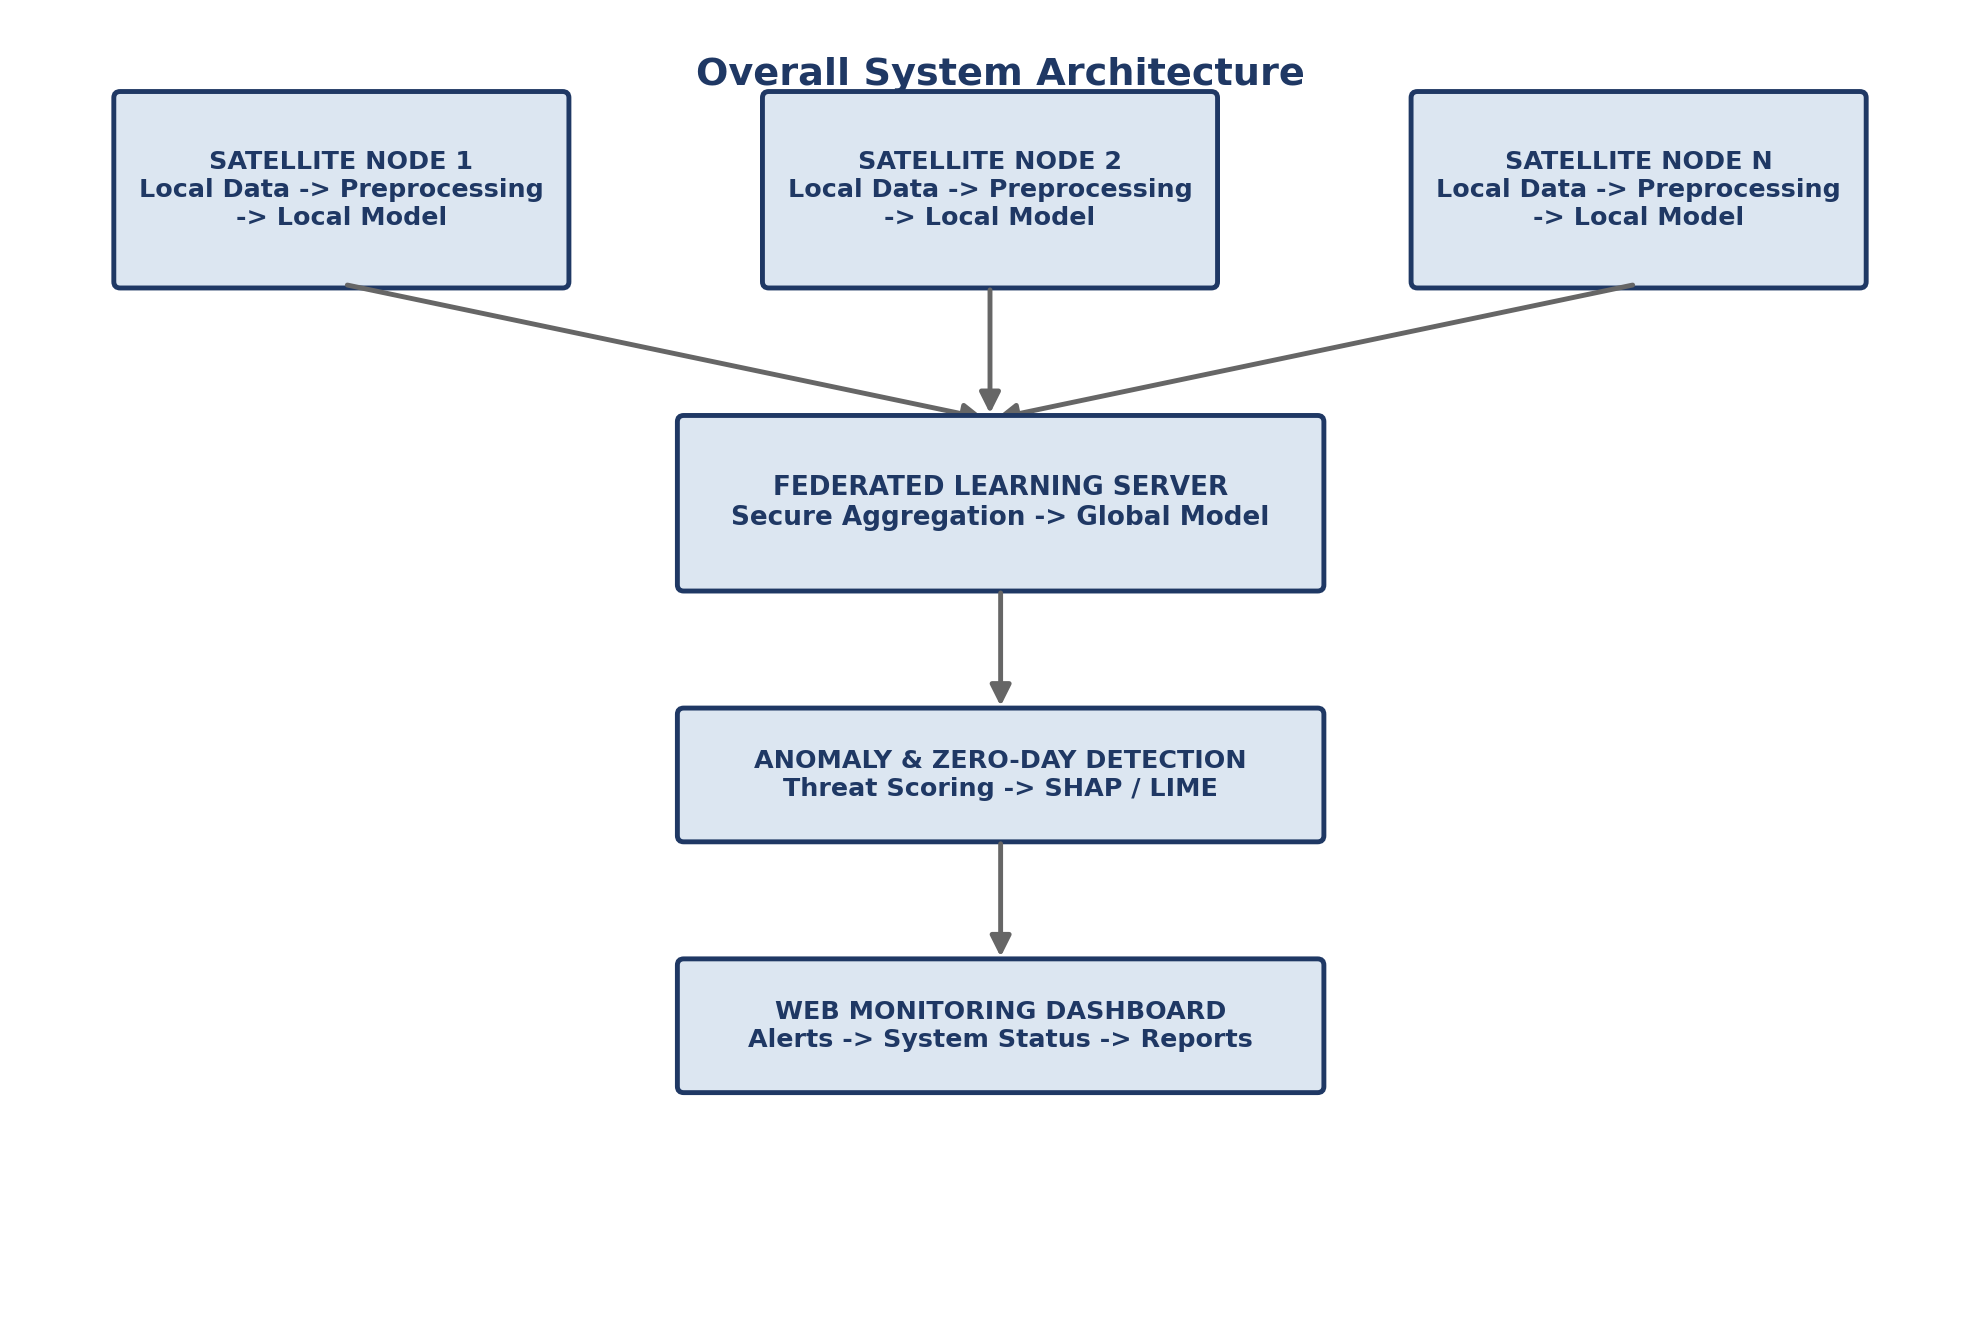 Overall System Architecture
SATELLITE NODE 1
Local Data -> Preprocessing
-> Local Model
SATELLITE NODE 2
Local Data -> Preprocessing
-> Local Model
SATELLITE NODE N
Local Data -> Preprocessing
-> Local Model
FEDERATED LEARNING SERVER
Secure Aggregation -> Global Model
ANOMALY & ZERO-DAY DETECTION
Threat Scoring -> SHAP / LIME
WEB MONITORING DASHBOARD
Alerts -> System Status -> Reports